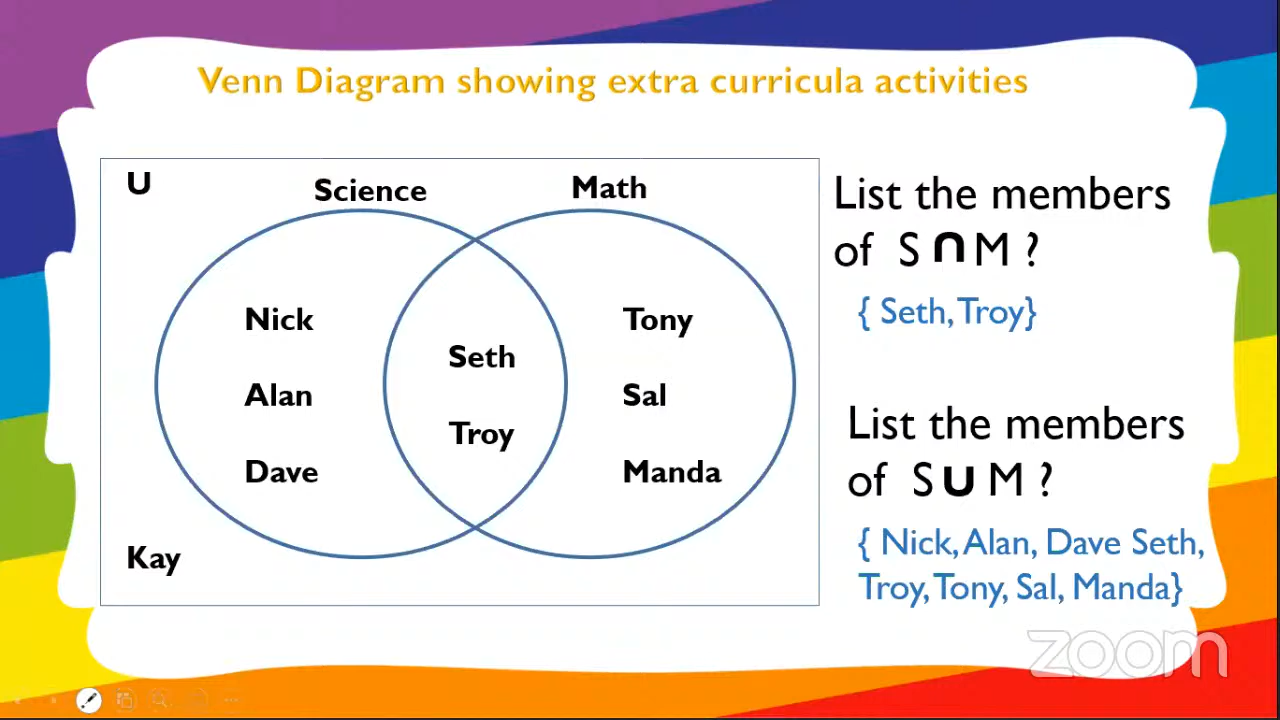 Venn Diagram showing extra curricula activities
U
Science
Math
Nick
Alan
Dave
Seth
Troy
Tony
Sal
Manda
Kay
List the members
of S ∩ M ?
{ Seth, Troy}
List the members
of S ∪ M ?
{ Nick, Alan, Dave Seth,
Troy, Tony, Sal, Manda}
zoom